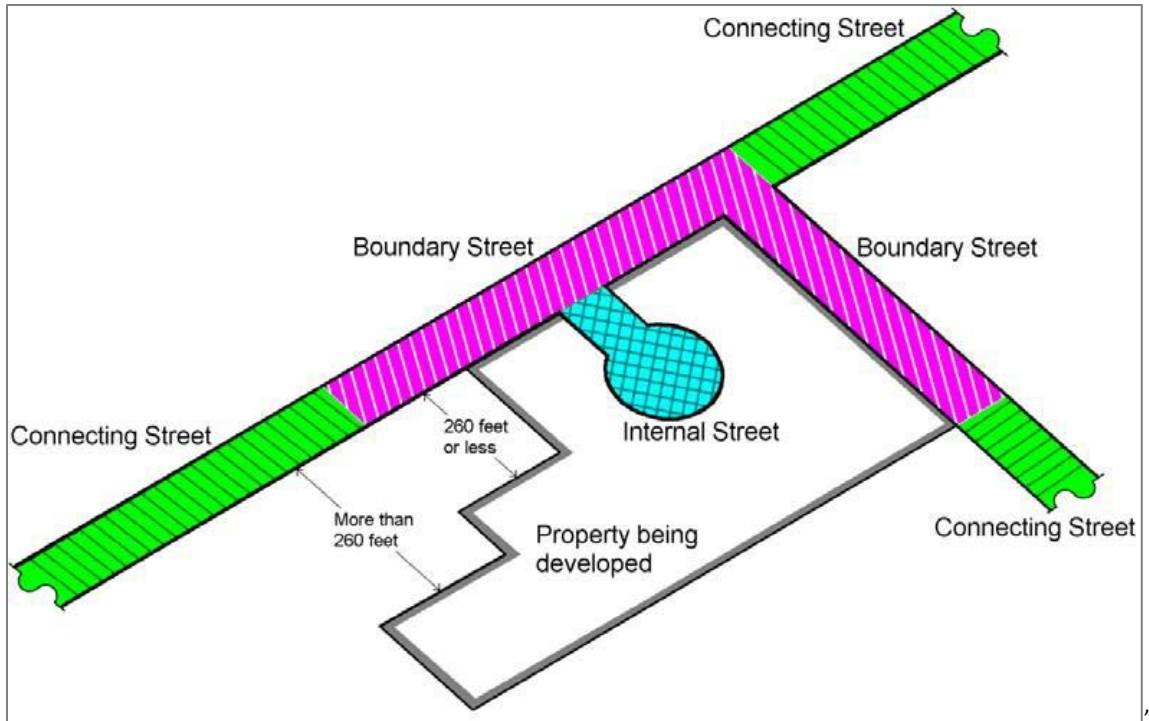 Connecting Street
Boundary Street
Boundary Street
Connecting Street
260 feet
or less
Internal Street
More than
260 feet
Property being
developed
Connecting Street
,